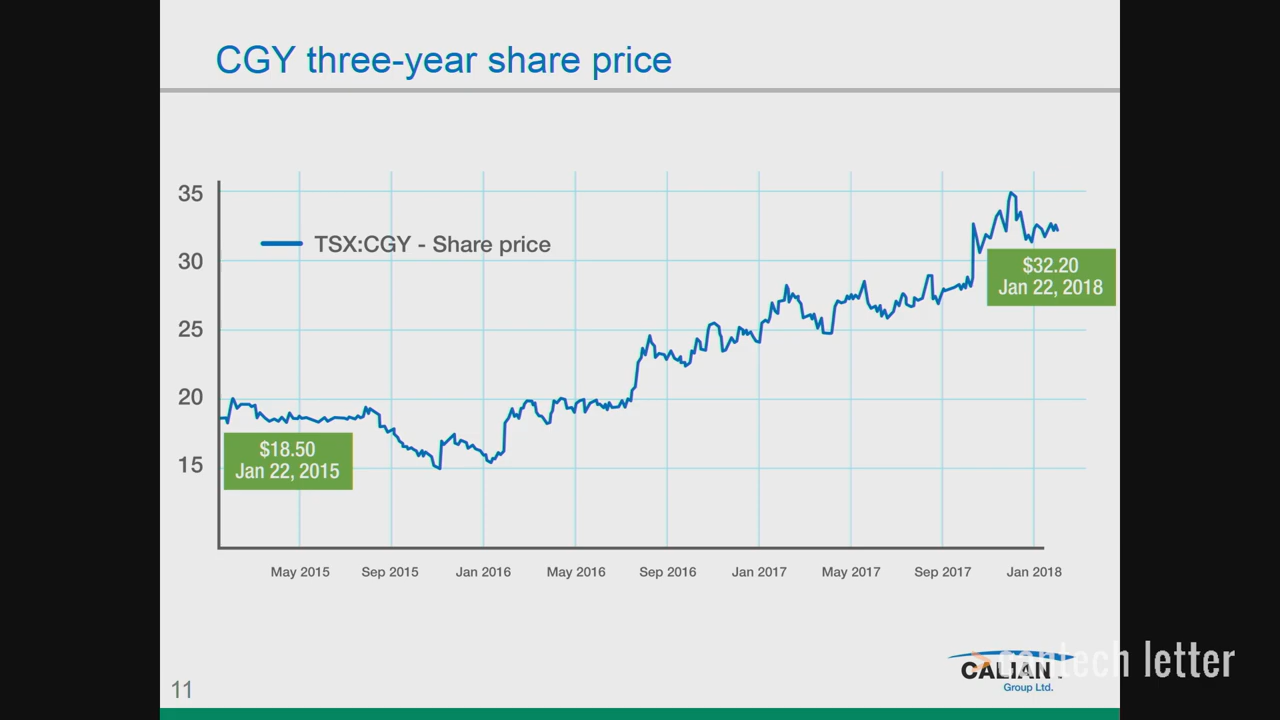 CGY three-year share price
35
30
25
20
15
TSX:CGY - Share price
$32.20
Jan 22, 2018
$18.50
Jan 22, 2015
May 2015 Sep 2015 Jan 2016 May 2016 Sep 2016 Jan 2017 May 2017 Sep 2017 Jan 2018
CALIAN
Group Ltd.
cantech letter
11